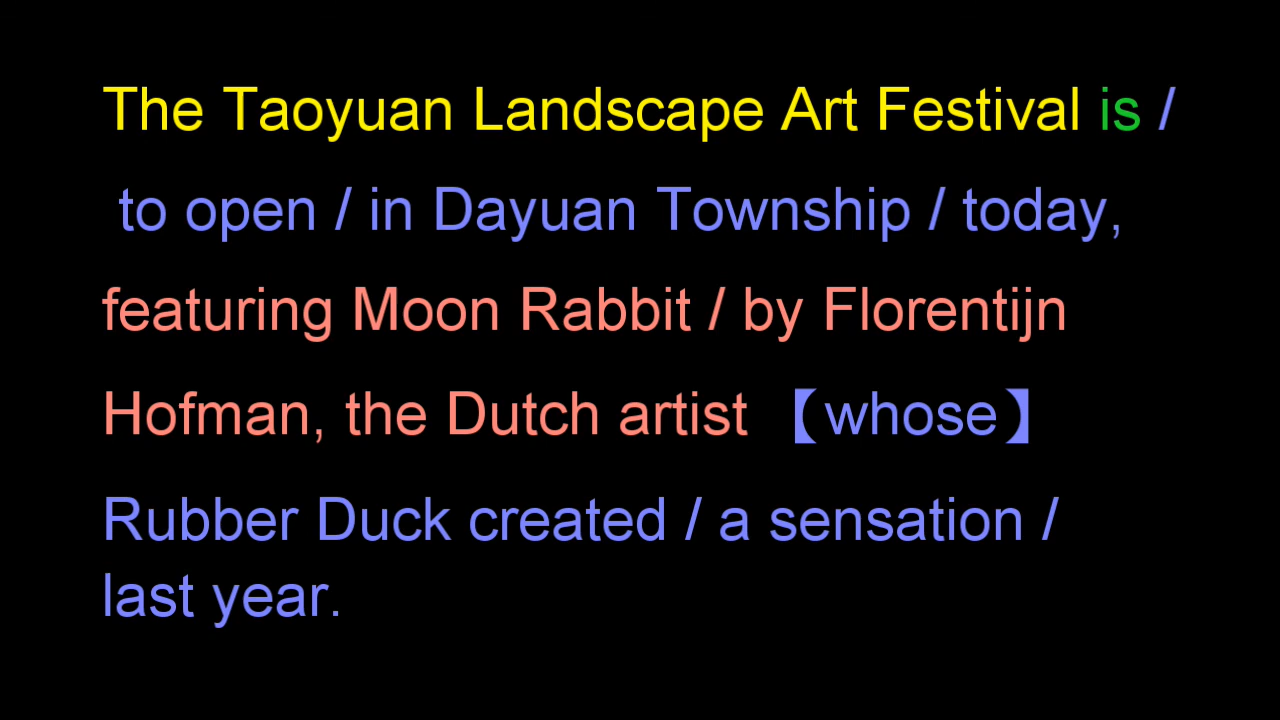 The Taoyuan Landscape Art Festival is /
to open / in Dayuan Township / today,
featuring Moon Rabbit / by Florentijn
Hofman, the Dutch artist 【whose】
Rubber Duck created / a sensation /
last year.